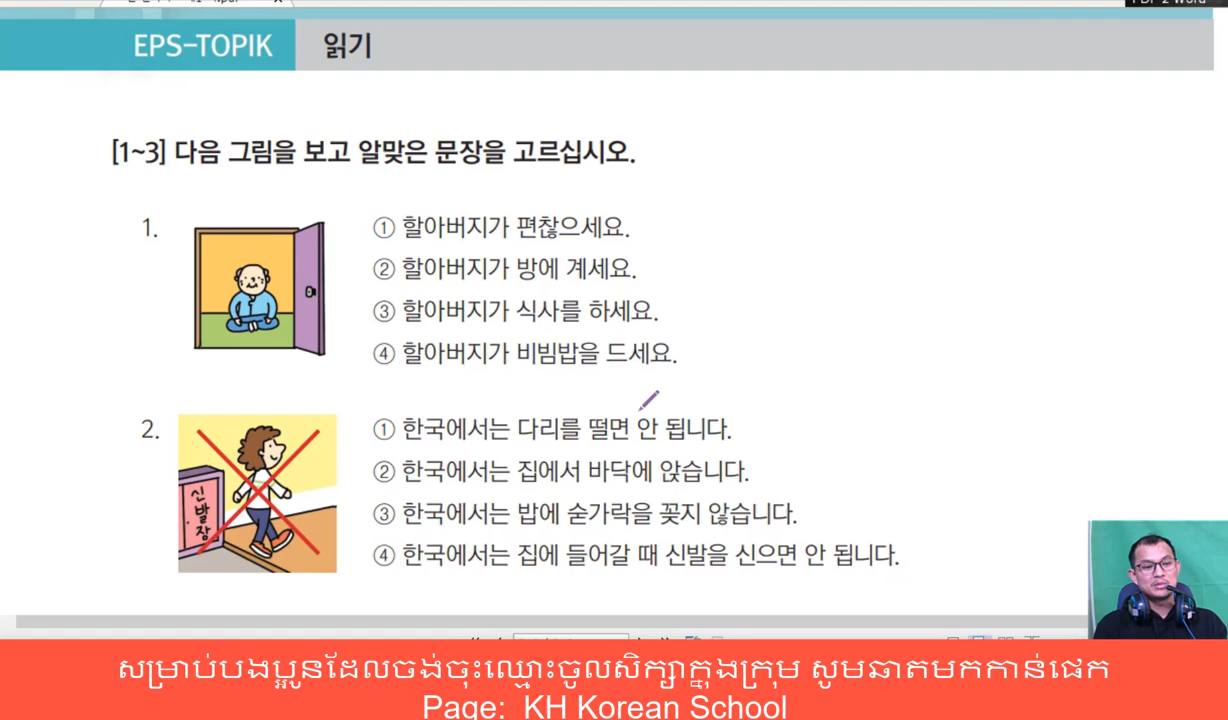 EPS-TOPIK 읽기
[1~3] 다음 그림을 보고 알맞은 문장을 고르십시오.
1.
① 할아버지가 편찮으세요.
② 할아버지가 방에 계세요.
③ 할아버지가 식사를 하세요.
④ 할아버지가 비빔밥을 드세요.
2.
신발장
① 한국에서는 다리를 떨면 안 됩니다.
② 한국에서는 집에서 바닥에 앉습니다.
③ 한국에서는 밥에 숟가락을 꽂지 않습니다.
④ 한국에서는 집에 들어갈 때 신발을 신으면 안 됩니다.
សម្រាប់បងប្អូនដែលចង់ចុះឈ្មោះចូលសិក្សាក្នុងក្រុម សូមឆាតមកកាន់ផេក
Page: KH Korean School